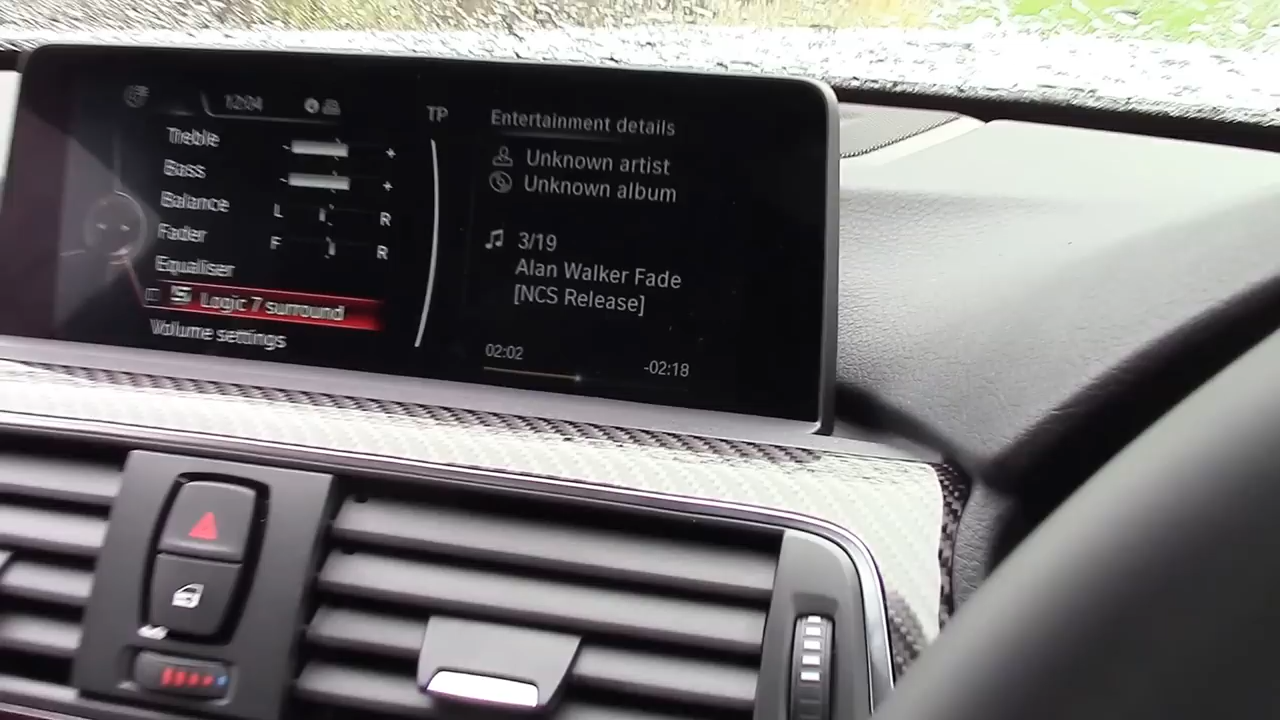 12:04
Treble - +
Bass - +
Balance L R
Fader F R
Equaliser
Logic 7 surround
Volume settings
TP
Entertainment details
Unknown artist
Unknown album
3/19
Alan Walker Fade
[NCS Release]
02:02 -02:18